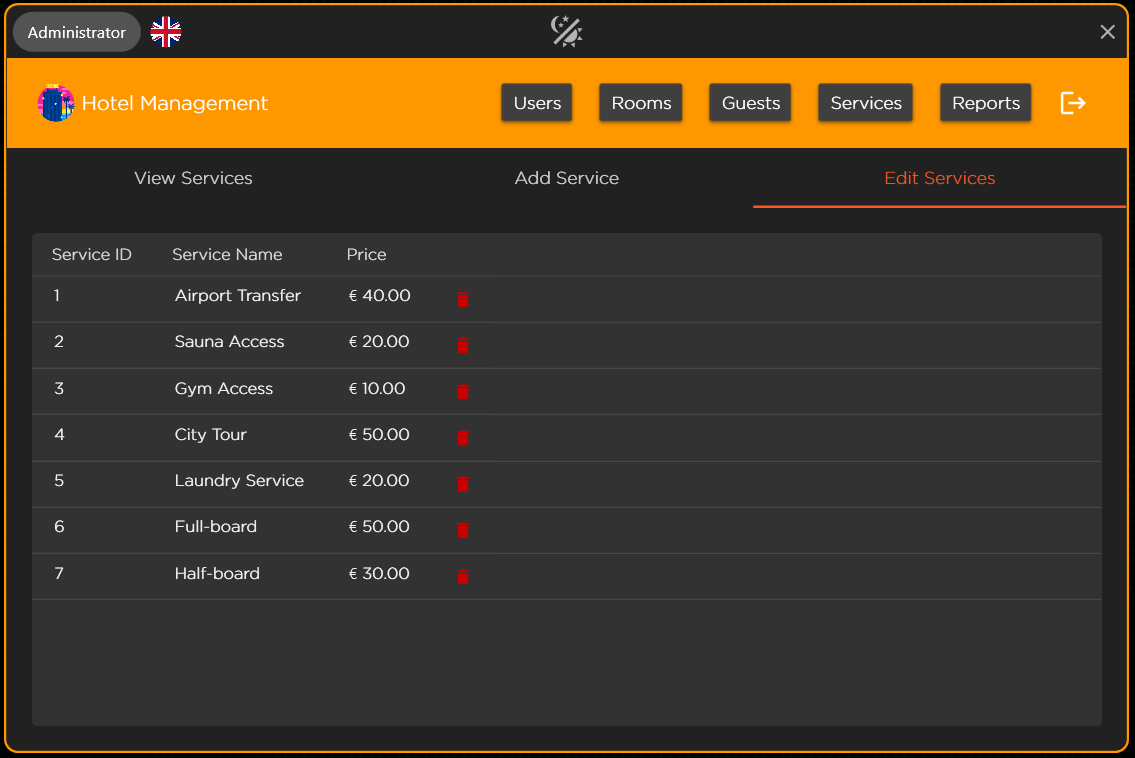 Administrator
Hotel Management Users Rooms Guests Services Reports
View Services Add Service Edit Services
Service ID Service Name Price
1 Airport Transfer € 40.00
2 Sauna Access € 20.00
3 Gym Access € 10.00
4 City Tour € 50.00
5 Laundry Service € 20.00
6 Full-board € 50.00
7 Half-board € 30.00